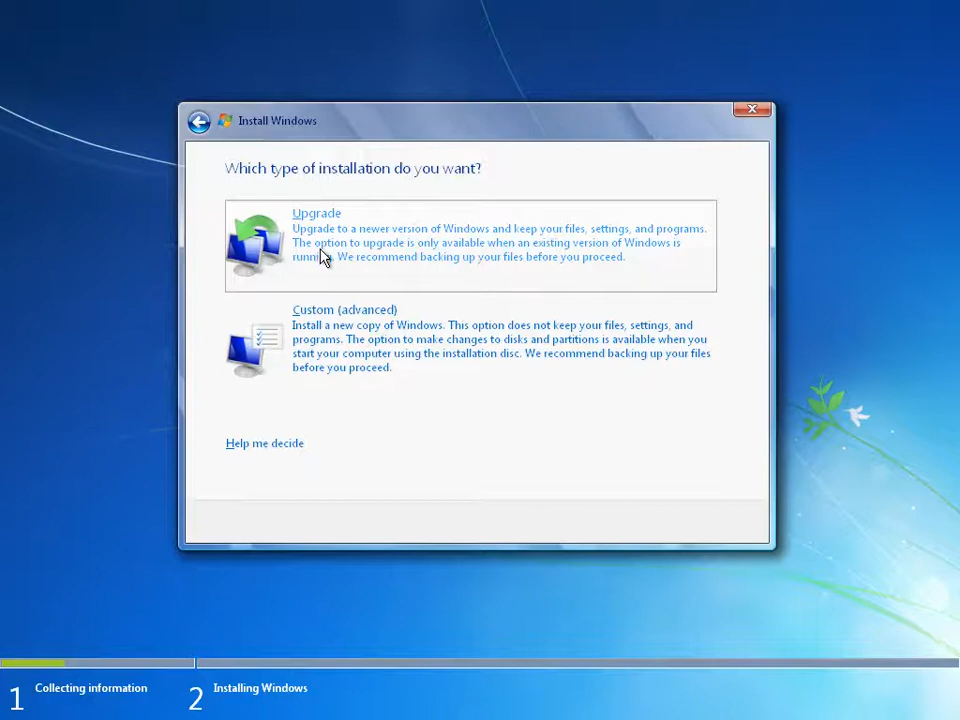 Install Windows
Which type of installation do you want?
Upgrade
Upgrade to a newer version of Windows and keep your files, settings, and programs.
The option to upgrade is only available when an existing version of Windows is
running. We recommend backing up your files before you proceed.
Custom (advanced)
Install a new copy of Windows. This option does not keep your files, settings, and
programs. The option to make changes to disks and partitions is available when you
start your computer using the installation disc. We recommend backing up your files
before you proceed.
Help me decide
1 Collecting information
2 Installing Windows